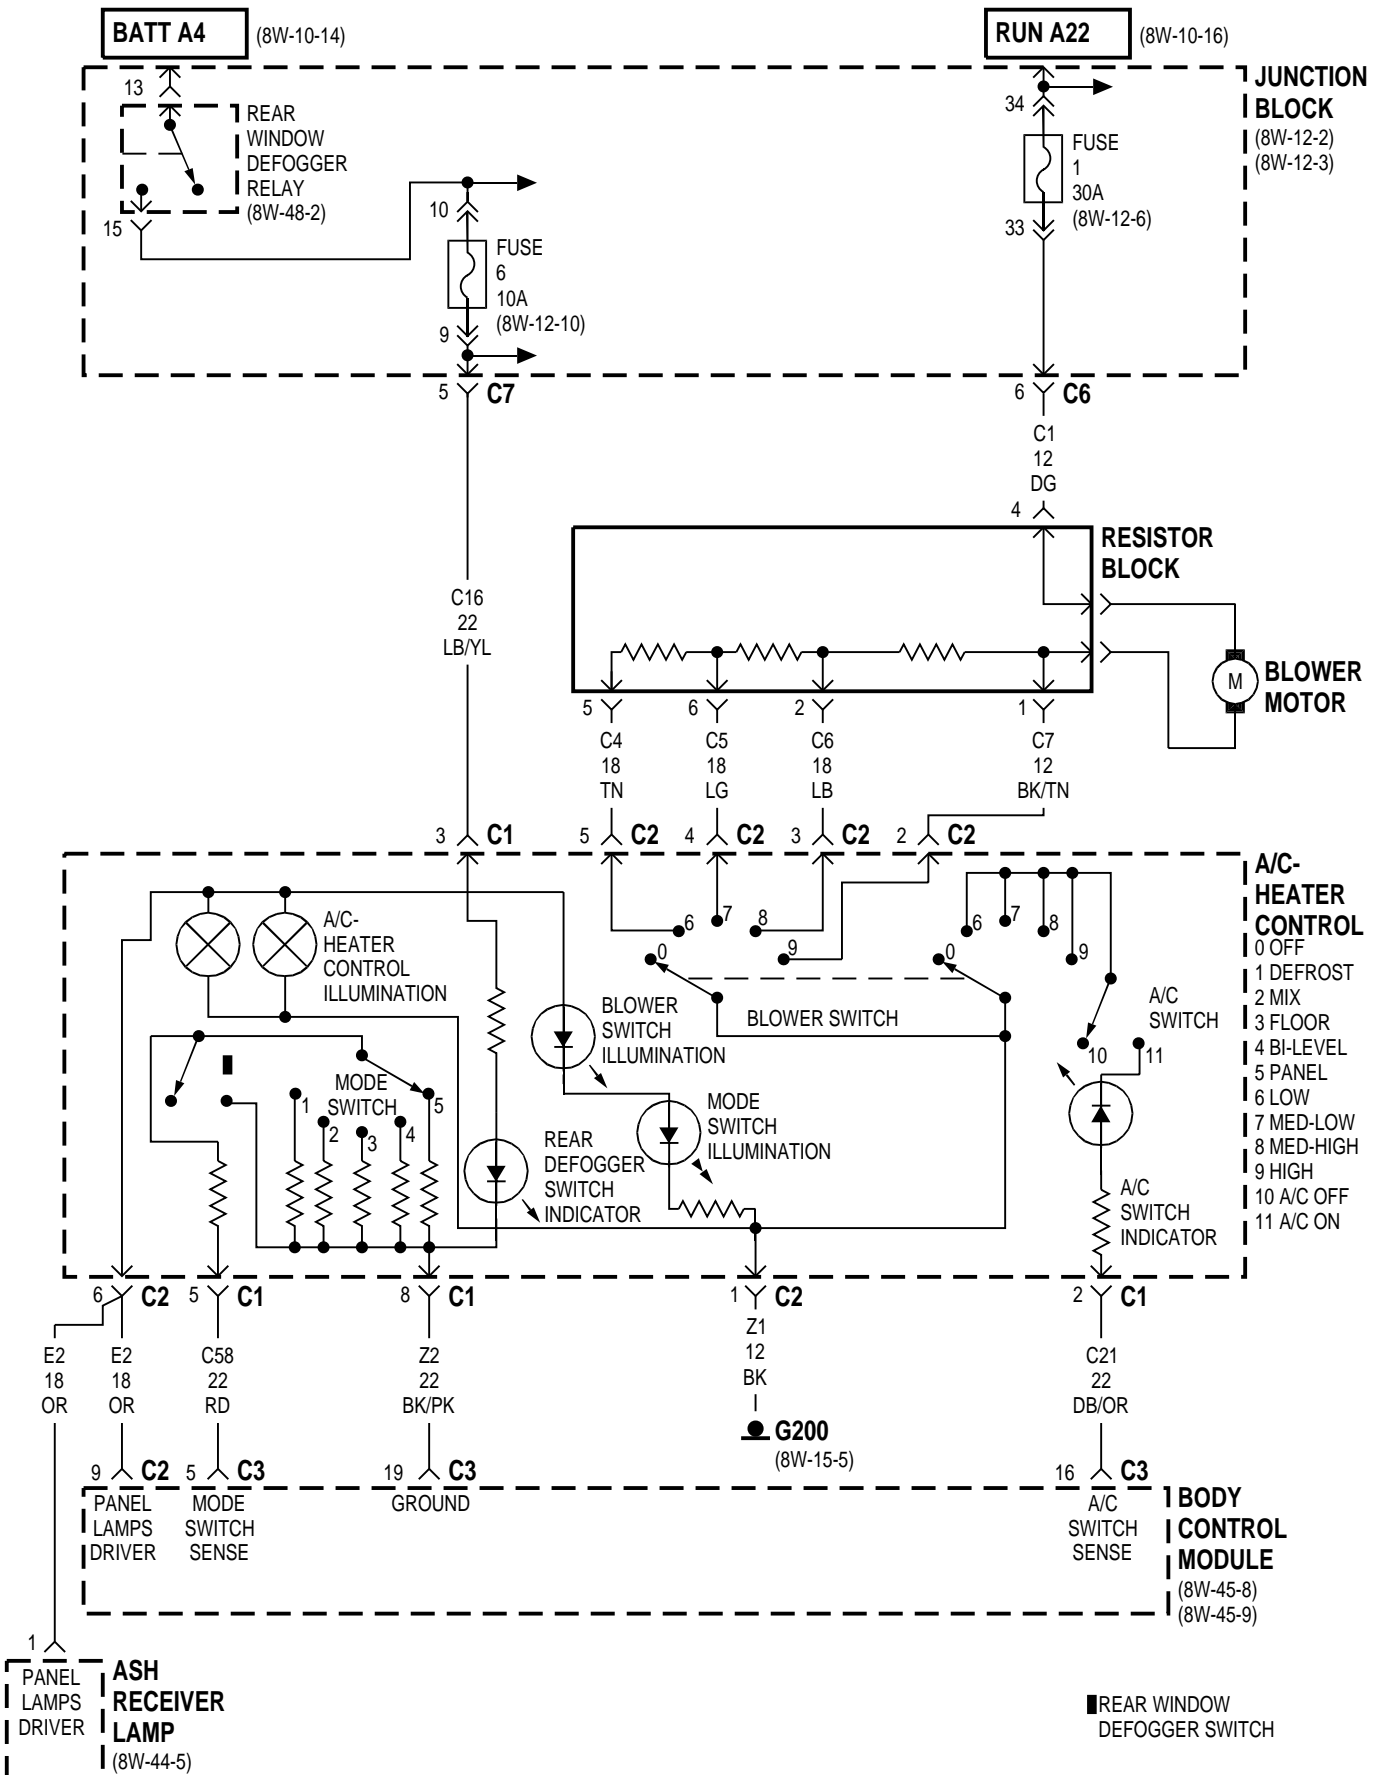 BATT A4 (8W-10-14)
RUN A22 (8W-10-16)
JUNCTION
BLOCK
(8W-12-2)
(8W-12-3)
13
REAR
WINDOW
DEFOGGER
RELAY
(8W-48-2)
15
10
FUSE
6
10A
(8W-12-10)
9
34
FUSE
1
30A
(8W-12-6)
33
5 C7
6 C6
C1
12
DG
4
RESISTOR
BLOCK
C16
22
LB/YL
M
BLOWER
MOTOR
5 6 2 1
C4 C5 C6 C7
18 18 18 12
TN LG LB BK/TN
3 C1 5 C2 4 C2 3 C2 2 C2
A/C-
HEATER
CONTROL
0 OFF
1 DEFROST
2 MIX
3 FLOOR
4 BI-LEVEL
5 PANEL
6 LOW
7 MED-LOW
8 MED-HIGH
9 HIGH
10 A/C OFF
11 A/C ON
A/C-
HEATER
CONTROL
ILLUMINATION
6 7 8 9 0
6 7 8 9 0
BLOWER SWITCH
BLOWER
SWITCH
ILLUMINATION
A/C
SWITCH
10 11
MODE
SWITCH
1 2 3 4 5
MODE
SWITCH
ILLUMINATION
REAR
DEFOGGER
SWITCH
INDICATOR
A/C
SWITCH
INDICATOR
6 C2 5 C1 8 C1 1 C2 2 C1
E2 E2 C58 Z2 Z1 C21
18 18 22 22 12 22
OR OR RD BK/PK BK DB/OR
G200
(8W-15-5)
9 C2 5 C3 19 C3 16 C3
PANEL
LAMPS
DRIVER
MODE
SWITCH
SENSE
GROUND
A/C
SWITCH
SENSE
BODY
CONTROL
MODULE
(8W-45-8)
(8W-45-9)
1
PANEL
LAMPS
DRIVER
ASH
RECEIVER
LAMP
(8W-44-5)
REAR WINDOW
DEFOGGER SWITCH